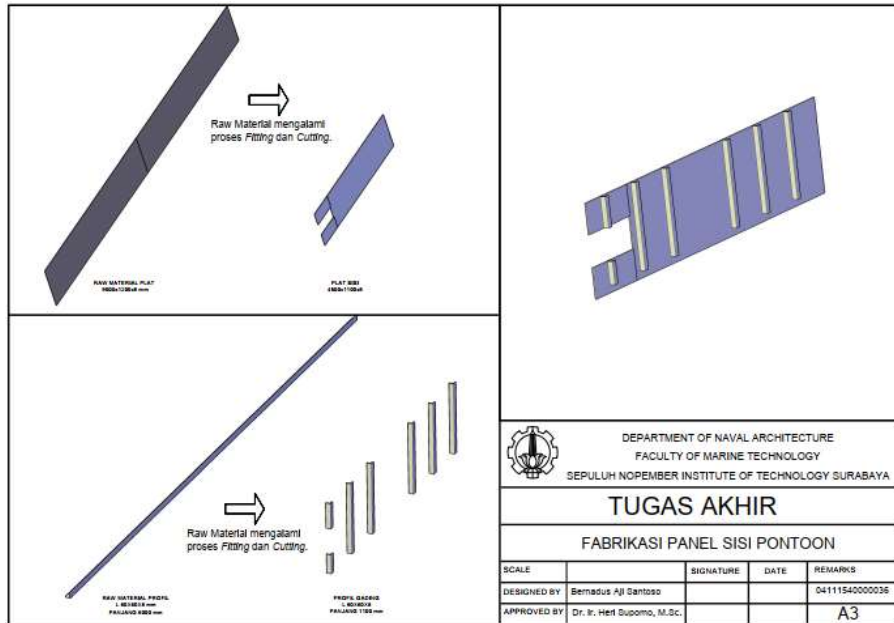 Raw Material mengalami
proses Fitting dan Cutting.
RAW MATERIAL PLAT
mm
PLAT SISI
Raw Material mengalami
proses Fitting dan Cutting.
RAW MATERIAL PROFIL
mm
PANJANG 6000 mm
PROFIL GADING
PANJANG 1100 mm
DEPARTMENT OF NAVAL ARCHITECTURE
FACULTY OF MARINE TECHNOLOGY
SEPULUH NOPEMBER INSTITUTE OF TECHNOLOGY SURABAYA
TUGAS AKHIR
FABRIKASI PANEL SISI PONTOON
SCALE SIGNATURE DATE REMARKS
DESIGNED BY Bernadus Aji Santoso 04111540000036
APPROVED BY Dr. Ir. Heri Supomo, M.Sc. A3